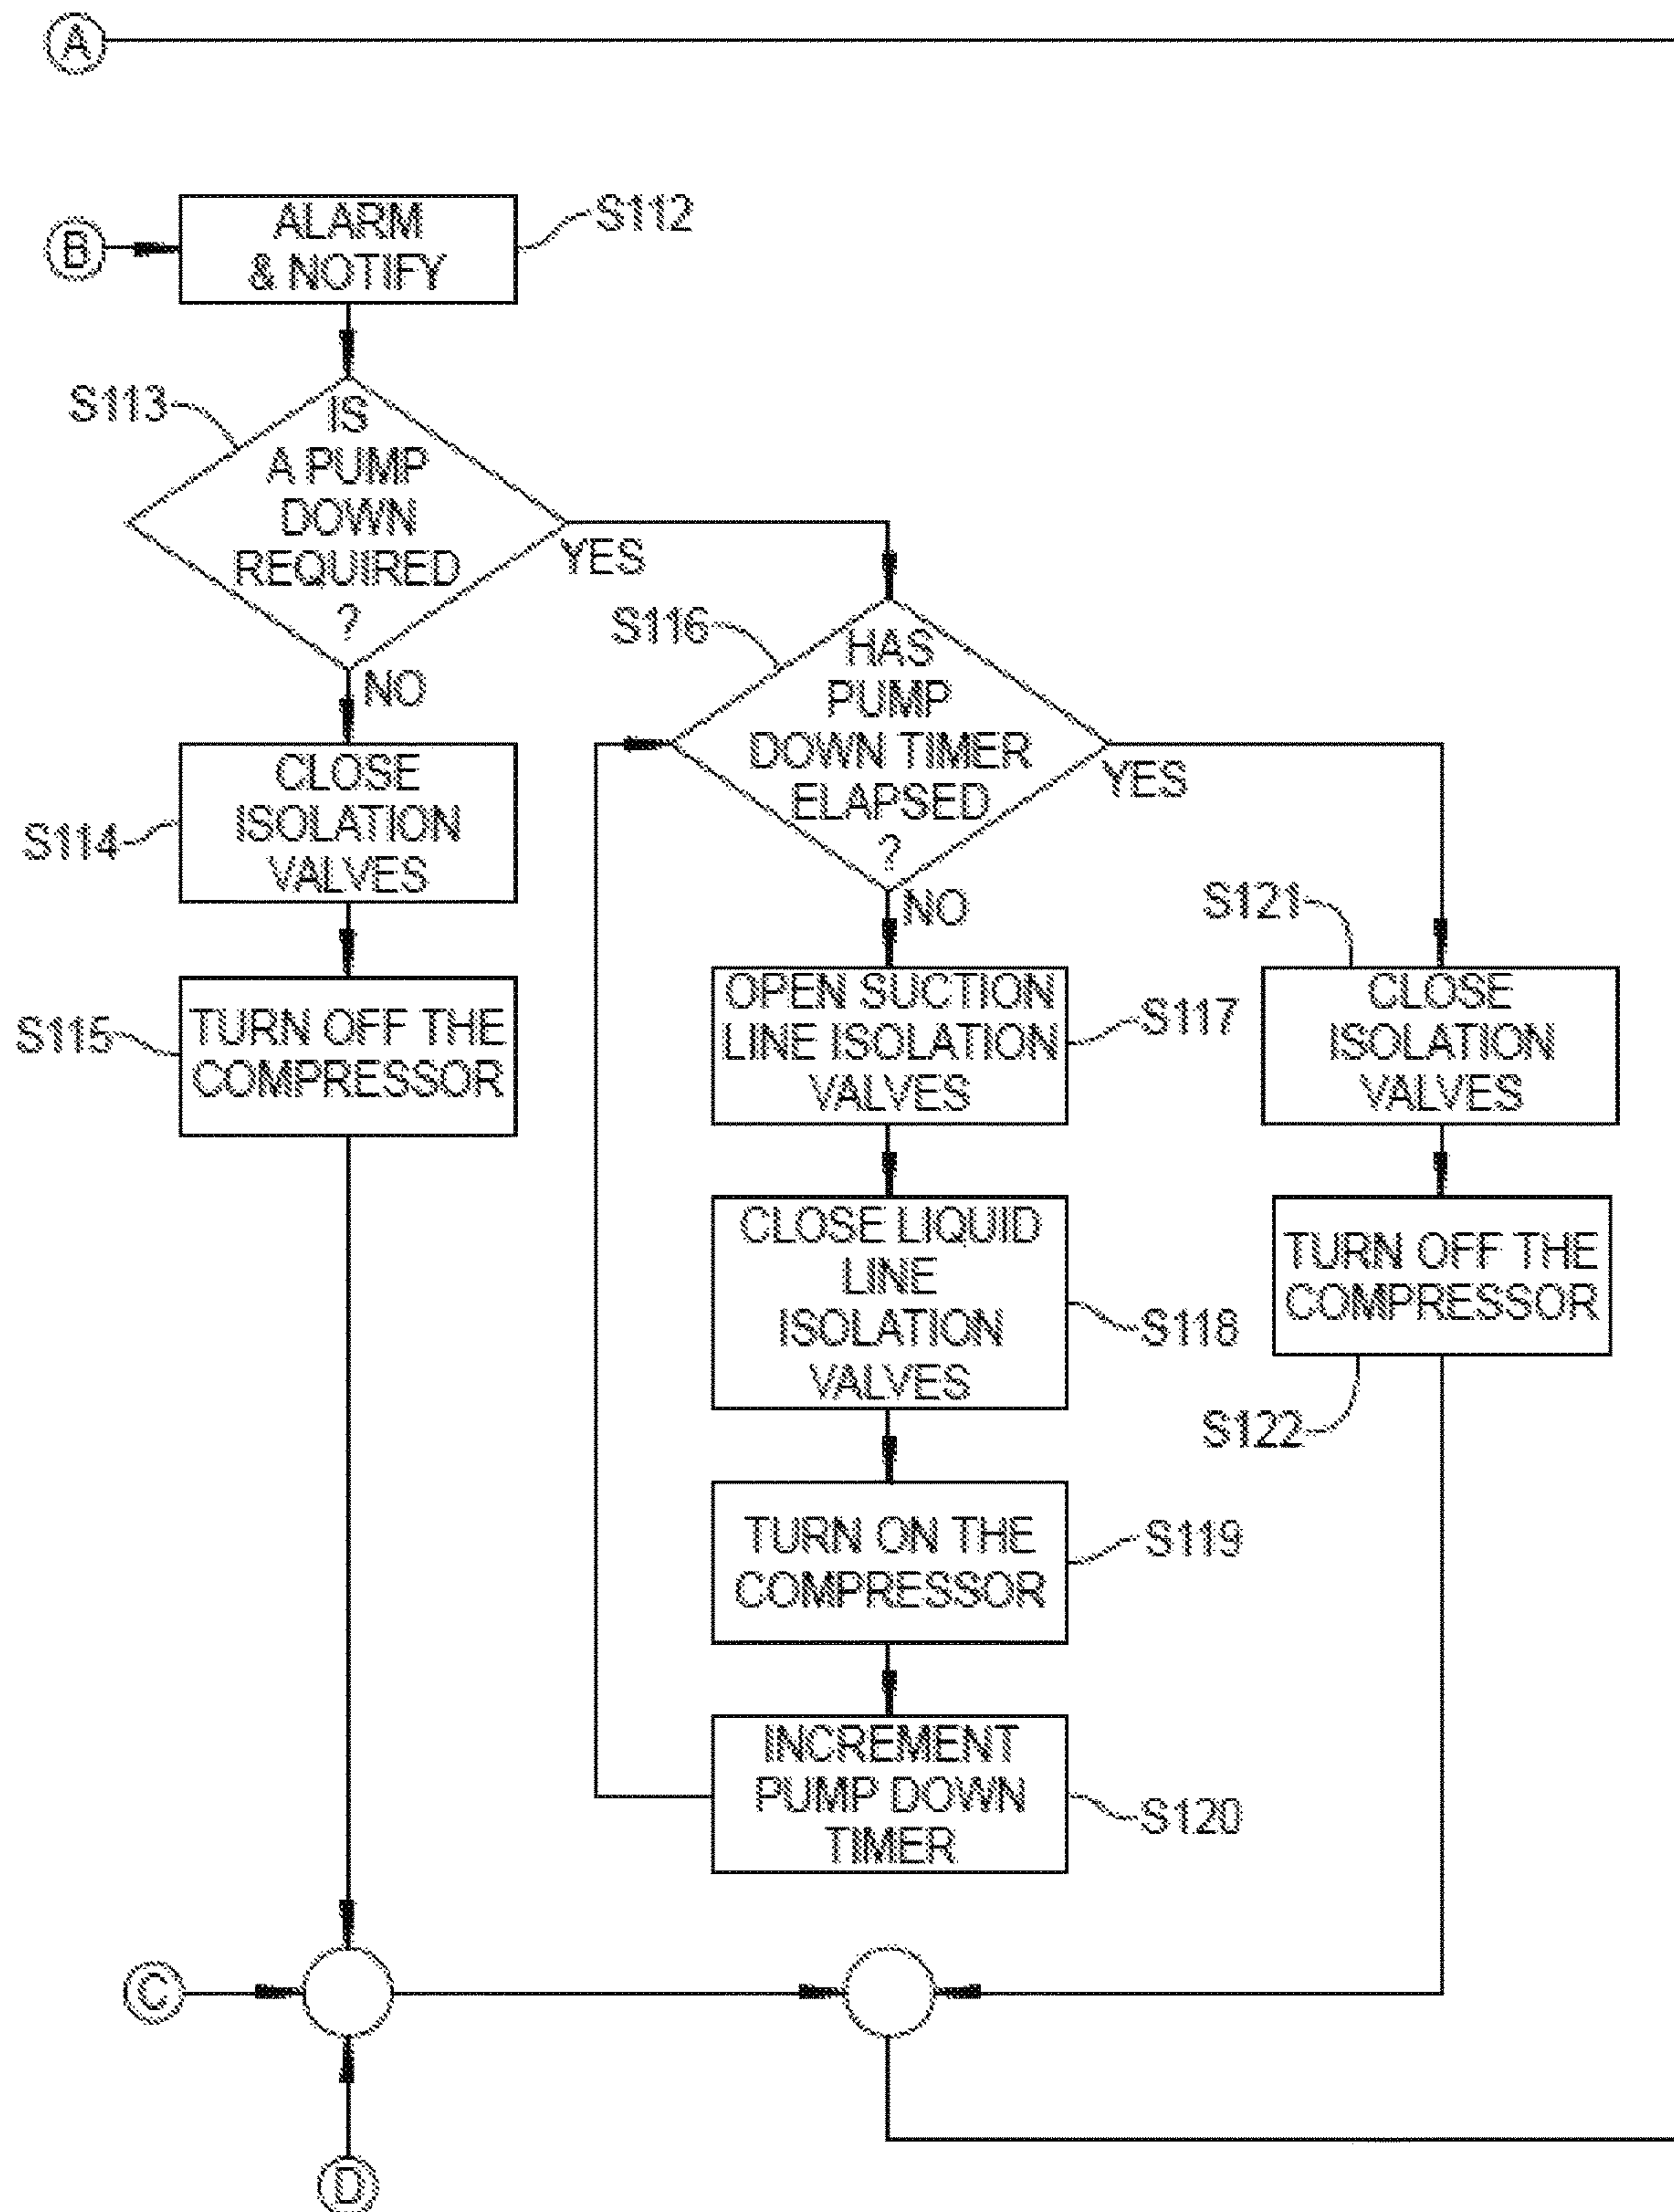 A
B
ALARM
& NOTIFY
S112
S113
IS
A PUMP
DOWN
REQUIRED
?
YES
NO
S114
CLOSE
ISOLATION
VALVES
S115
TURN OFF THE
COMPRESSOR
S116
HAS
PUMP
DOWN TIMER
ELAPSED
?
YES
NO
OPEN SUCTION
LINE ISOLATION
VALVES
S117
CLOSE LIQUID
LINE
ISOLATION
VALVES
S118
TURN ON THE
COMPRESSOR
S119
INCREMENT
PUMP DOWN
TIMER
S120
S121
CLOSE
ISOLATION
VALVES
TURN OFF THE
COMPRESSOR
S122
C
D